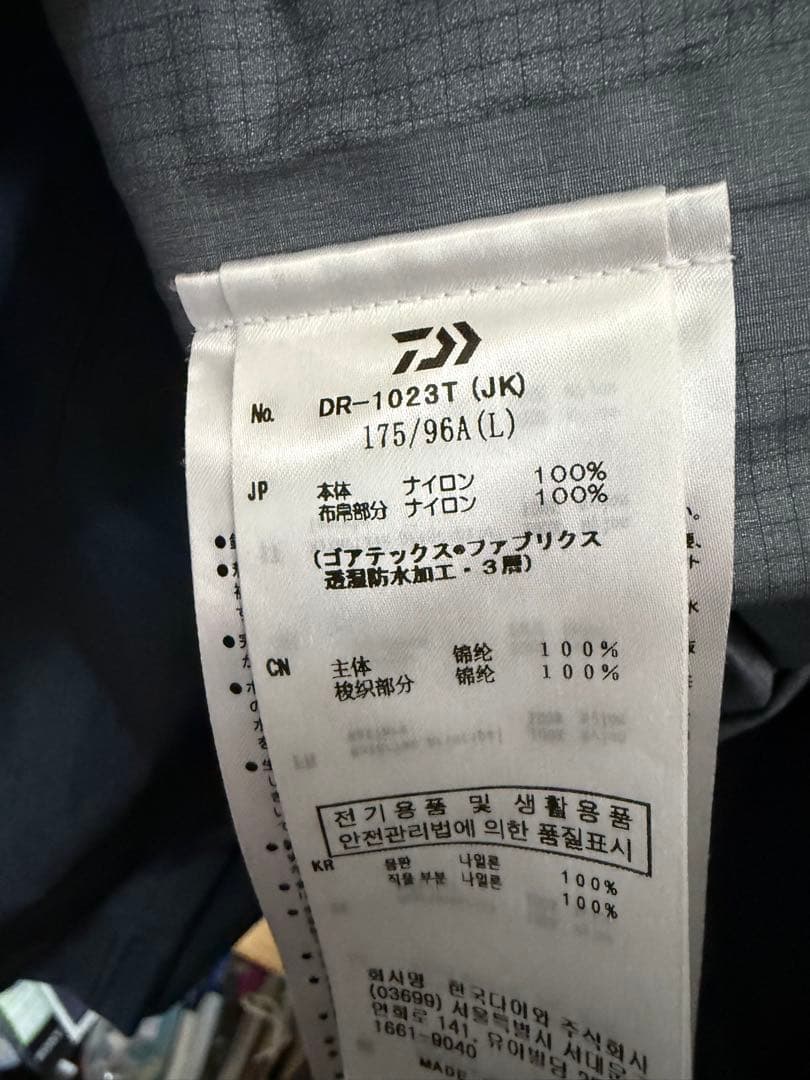 No. DR-1023T (JK)
175/96A(L)
JP 本体 ナイロン 100%
布帛部分 ナイロン 100%
(ゴアテックス®ファブリクス
透湿防水加工・3層)
CN 主体 锦纶 100%
梭织部分 锦纶 100%
전기용품 및 생활용품
안전관리법에 의한 품질표시
KR 몸판 나일론 100%
직물 부분 나일론 100%
회사명 한국다이와 주식회사
(03699) 서울특별시 서대문
연희로 141, 유아빌딩
1661-9040
MADE